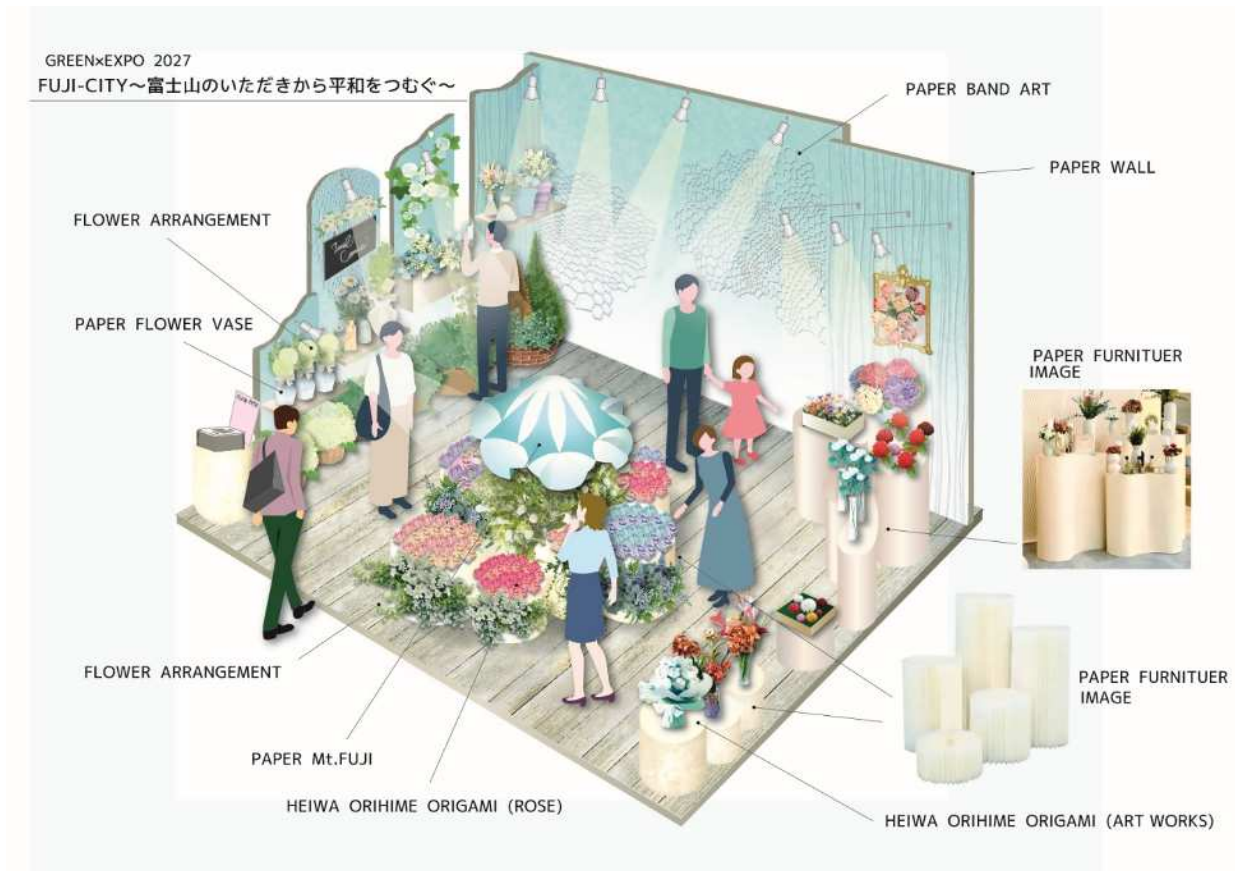 GREEN×EXPO 2027
FUJI-CITY～富士山のいただきから平和をつむぐ～
PAPER BAND ART
PAPER WALL
FLOWER ARRANGEMENT
PAPER FLOWER VASE
PAPER FURNITUER
IMAGE
FLOWER ARRANGEMENT
PAPER FURNITUER
IMAGE
PAPER Mt.FUJI
HEIWA ORIHIME ORIGAMI (ROSE)
HEIWA ORIHIME ORIGAMI (ART WORKS)